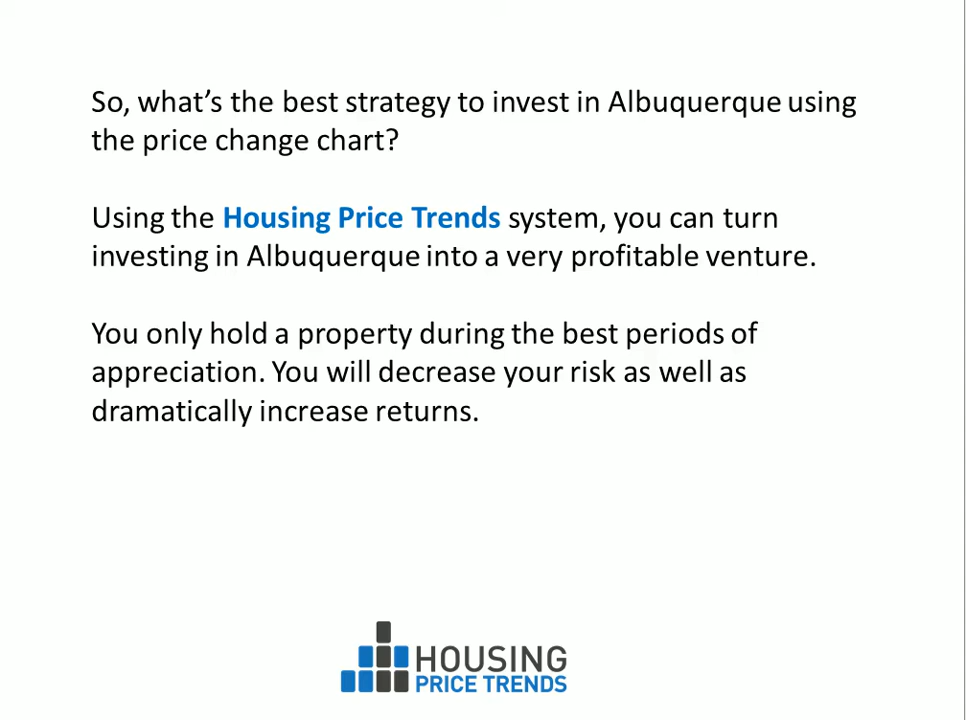 So, what's the best strategy to invest in Albuquerque using
the price change chart?
Using the Housing Price Trends system, you can turn
investing in Albuquerque into a very profitable venture.
You only hold a property during the best periods of
appreciation. You will decrease your risk as well as
dramatically increase returns.
HOUSING
PRICE TRENDS